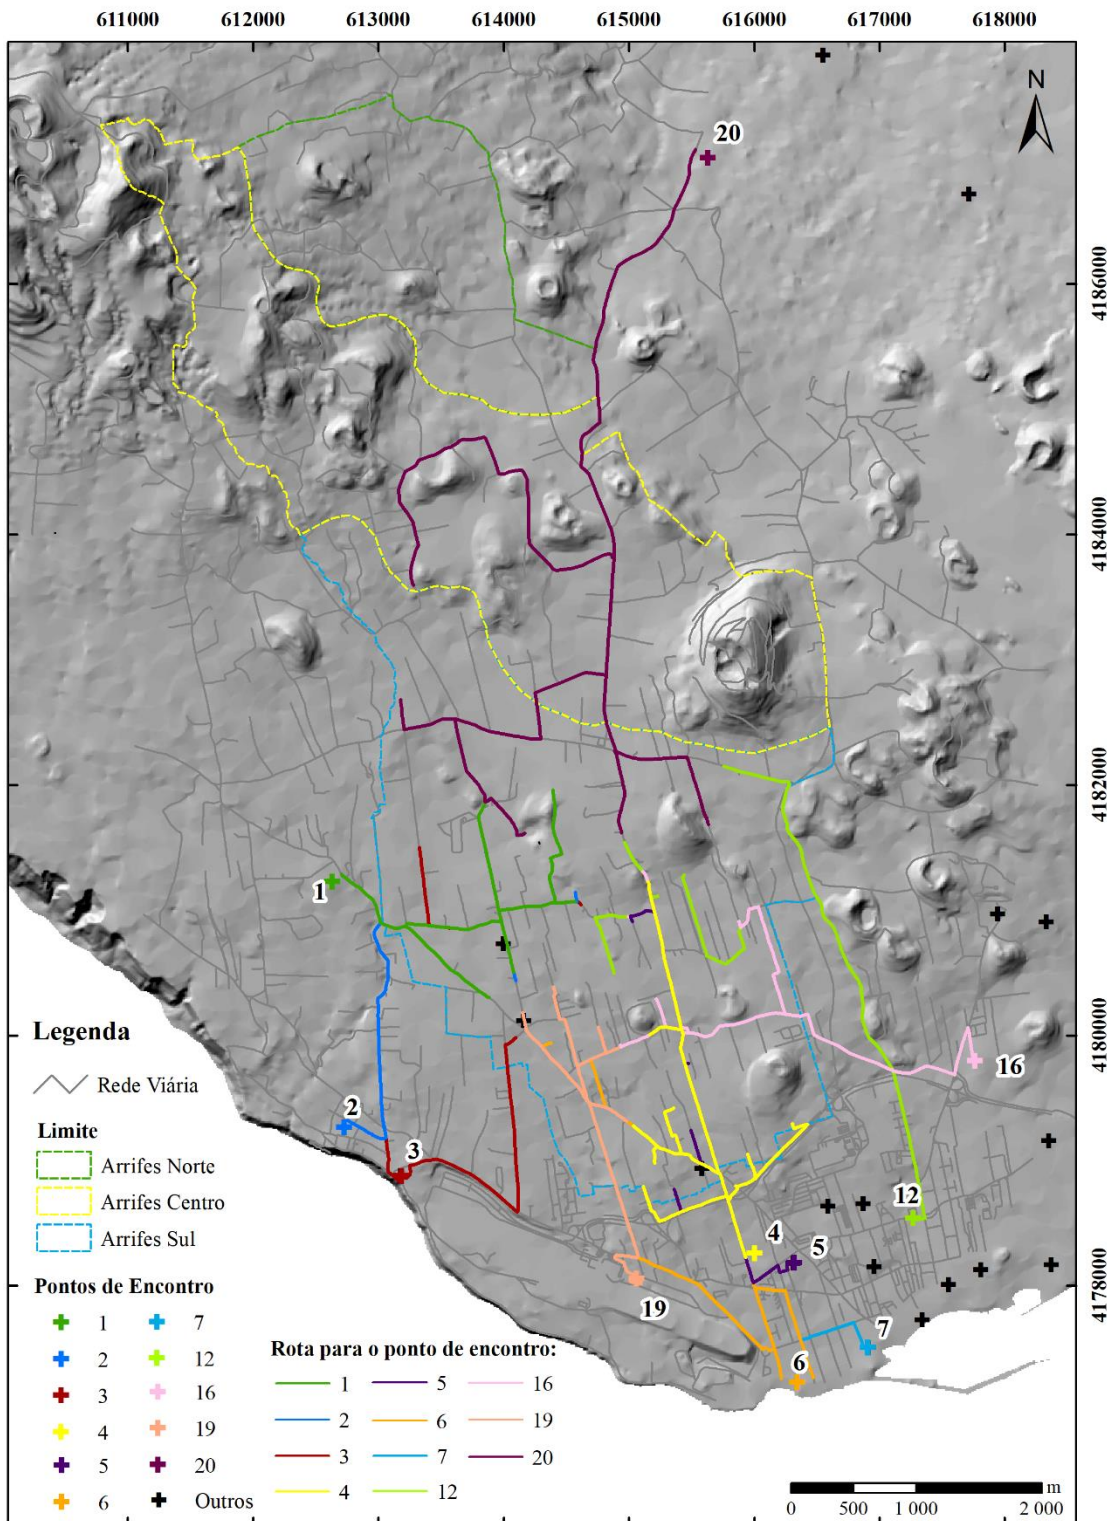 611000 612000 613000 614000 615000 616000 617000 618000
N
20
4186000
4184000
4182000
1
4180000
16
2
3
12
4
5
4178000
19
7
6
Legenda
Rede Viária
Limite
Arrifes Norte
Arrifes Centro
Arrifes Sul
Pontos de Encontro
1 7
2 12
3 16
4 19
5 20
6 Outros
Rota para o ponto de encontro:
1 5 16
2 6 19
3 7 20
4 12
m
0 500 1 000 2 000